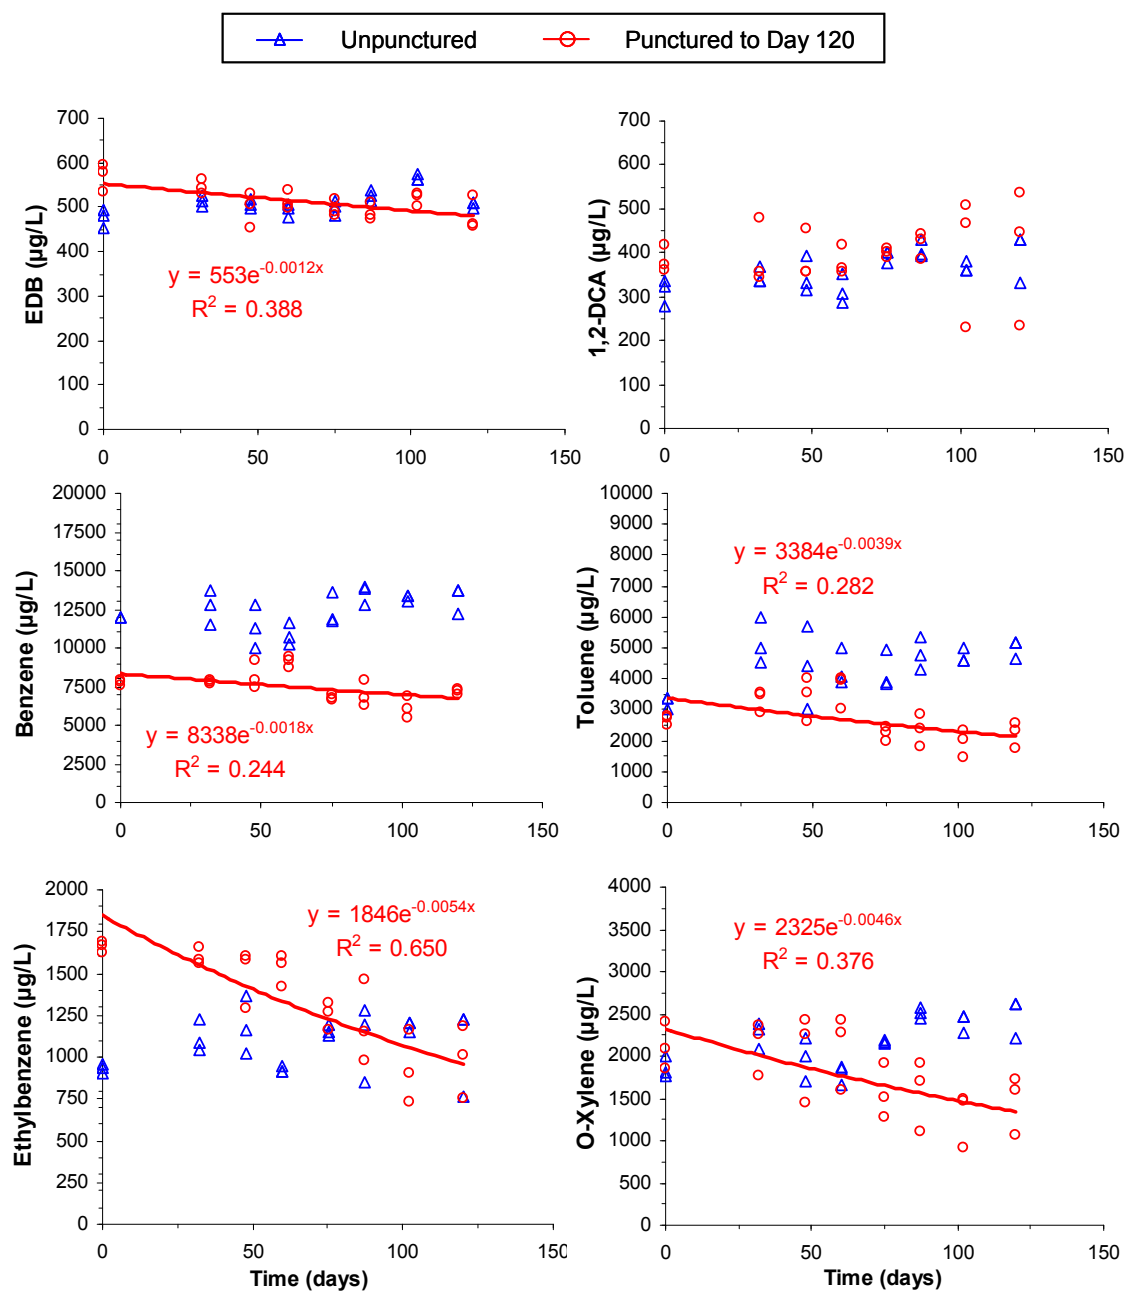 Unpunctured Punctured to Day 120
EDB (µg/L)
700
600
500
400
300
200
100
0
y = 553e^-0.0012x
R² = 0.388
0 50 100 150
1,2-DCA (µg/L)
700
600
500
400
300
200
100
0
0 50 100 150
Benzene (µg/L)
20000
17500
15000
12500
10000
7500
5000
2500
0
y = 8338e^-0.0018x
R² = 0.244
0 50 100 150
Toluene (µg/L)
10000
9000
8000
7000
6000
5000
4000
3000
2000
1000
0
y = 3384e^-0.0039x
R² = 0.282
0 50 100 150
Ethylbenzene (µg/L)
2000
1750
1500
1250
1000
750
500
250
0
y = 1846e^-0.0054x
R² = 0.650
0 50 100 150
Time (days)
O-Xylene (µg/L)
4000
3500
3000
2500
2000
1500
1000
500
0
y = 2325e^-0.0046x
R² = 0.376
0 50 100 150
Time (days)